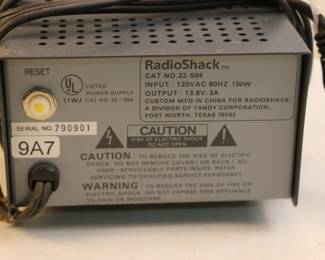 RadioShack™
CAT NO. 22-504
INPUT : 120VAC 60HZ 100W
OUTPUT : 13.8V, 3A
CUSTOM MFD IN CHINA FOR RADIOSHACK,
A DIVISION OF TANDY CORPORATION,
FORT WORTH, TEXAS 76102
RESET
UL
LISTED
POWER SUPPLY
11WJ CAT NO 22-504
SERIAL NO. 790901
9A7
CAUTION
RISK OF ELECTRIC SHOCK
DO NOT OPEN
CAUTION: TO REDUCE THE RISK OF ELECTRIC
SHOCK, DO NOT REMOVE COVER ( OR BACK ). NO
USER - SERVICEABLE PARTS INSIDE. REFER
SERVICING TO QUALIFIED SERVICE PERSONNEL.
WARNING: TO REDUCE THE RISK OF FIRE OR
ELECTRIC SHOCK, DO NOT EXPOSE THIS APPLIANCE
TO RAIN OR MOISTURE.